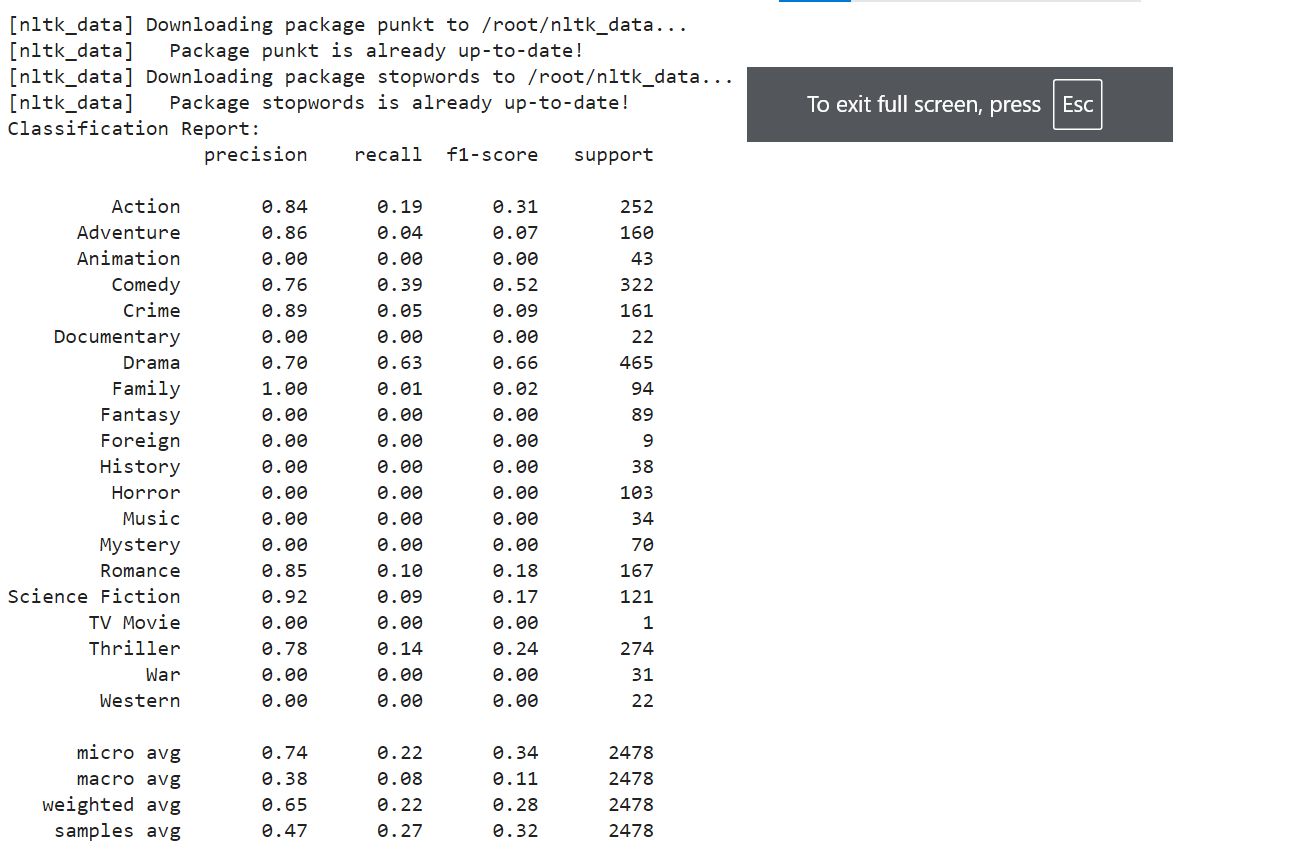 [nltk_data] Downloading package punkt to /root/nltk_data...
[nltk_data]   Package punkt is already up-to-date!
[nltk_data] Downloading package stopwords to /root/nltk_data...
[nltk_data]   Package stopwords is already up-to-date!
To exit full screen, press Esc
Classification Report:
                 precision    recall  f1-score   support

         Action       0.84      0.19      0.31       252
      Adventure       0.86      0.04      0.07       160
      Animation       0.00      0.00      0.00        43
         Comedy       0.76      0.39      0.52       322
          Crime       0.89      0.05      0.09       161
    Documentary       0.00      0.00      0.00        22
          Drama       0.70      0.63      0.66       465
         Family       1.00      0.01      0.02        94
        Fantasy       0.00      0.00      0.00        89
        Foreign       0.00      0.00      0.00         9
        History       0.00      0.00      0.00        38
         Horror       0.00      0.00      0.00       103
          Music       0.00      0.00      0.00        34
        Mystery       0.00      0.00      0.00        70
        Romance       0.85      0.10      0.18       167
Science Fiction       0.92      0.09      0.17       121
       TV Movie       0.00      0.00      0.00         1
       Thriller       0.78      0.14      0.24       274
            War       0.00      0.00      0.00        31
        Western       0.00      0.00      0.00        22

      micro avg       0.74      0.22      0.34      2478
      macro avg       0.38      0.08      0.11      2478
   weighted avg       0.65      0.22      0.28      2478
    samples avg       0.47      0.27      0.32      2478